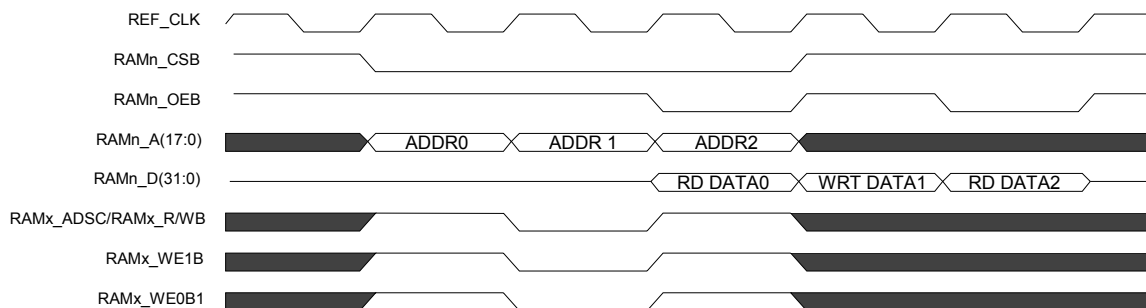 REF_CLK
RAMn_CSB
RAMn_OEB
RAMn_A(17:0) ADDR0 ADDR 1 ADDR2
RAMn_D(31:0) RD DATA0 WRT DATA1 RD DATA2
RAMx_ADSC/RAMx_R/WB
RAMx_WE1B
RAMx_WE0B1